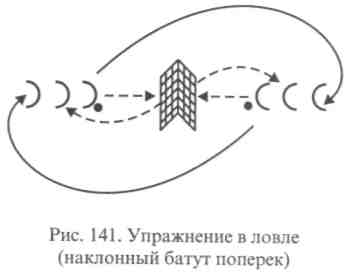 Рис. 141. Упражнение в ловле
(наклонный батут поперек)